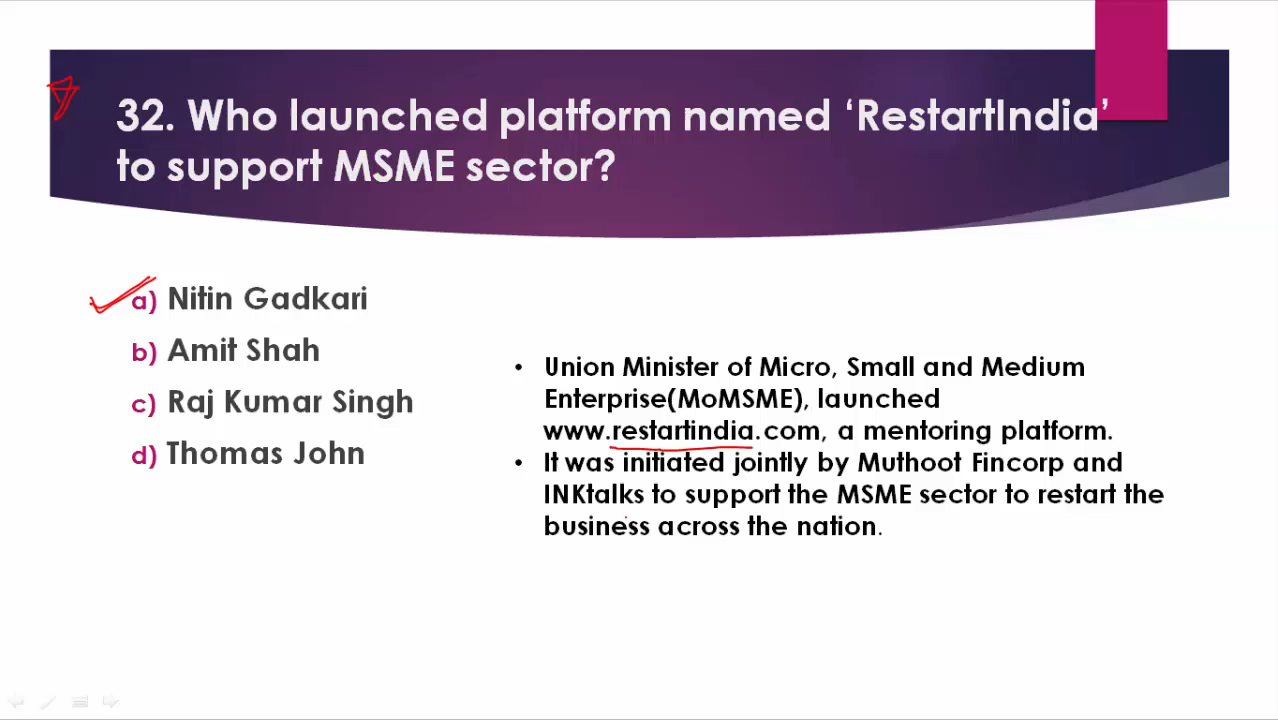 32. Who launched platform named ‘RestartIndia’
to support MSME sector?
a) Nitin Gadkari
b) Amit Shah
c) Raj Kumar Singh
d) Thomas John
• Union Minister of Micro, Small and Medium
Enterprise(MoMSME), launched
www.restartindia.com, a mentoring platform.
• It was initiated jointly by Muthoot Fincorp and
INKtalks to support the MSME sector to restart the
business across the nation.